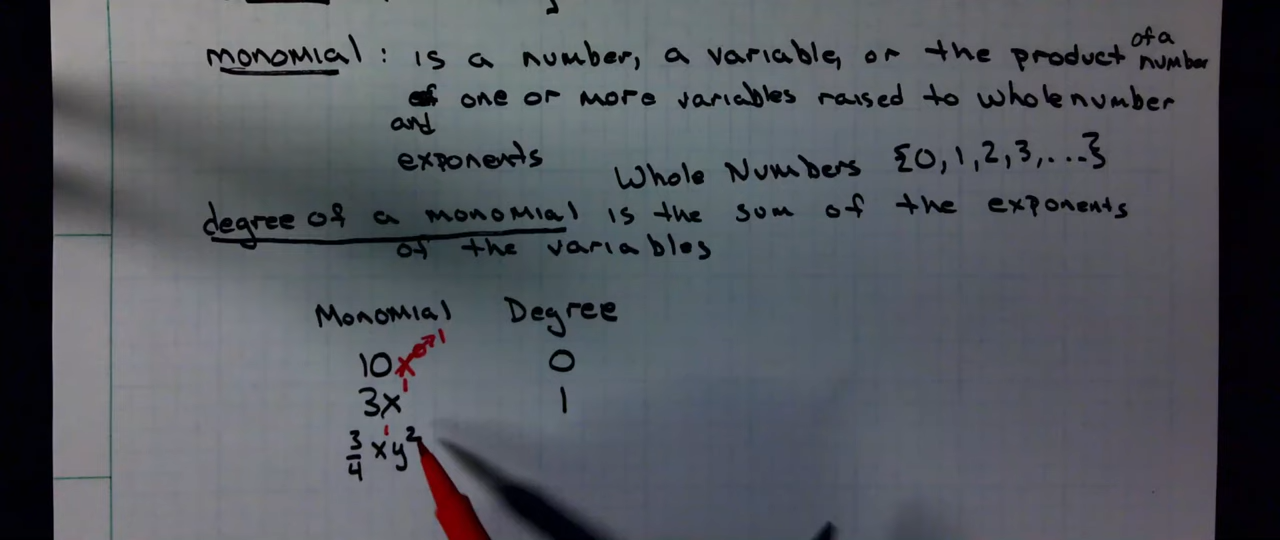 monomial: is a number, a variable, or the product of a number
of one or more variables raised to whole number
and
exponents Whole Numbers {0, 1, 2, 3, ...}
degree of a monomial is the sum of the exponents
of the variables
Monomial Degree
10x⁰→1 0
3x¹ 1
3/4 x¹y²